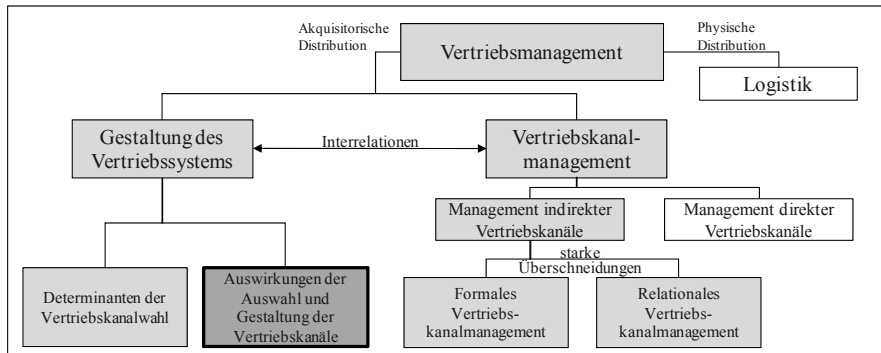 Akquisitorische
Distribution
Vertriebsmanagement
Physische
Distribution
Logistik
Gestaltung des
Vertriebssystems
Interrelationen
Vertriebskanal-
management
Management indirekter
Vertriebskanäle
Management direkter
Vertriebskanäle
starke
Überschneidungen
Determinanten der
Vertriebskanalwahl
Auswirkungen der
Auswahl und
Gestaltung der
Vertriebskanäle
Formales
Vertriebs-
kanalmanagement
Relationales
Vertriebs-
kanalmanagement